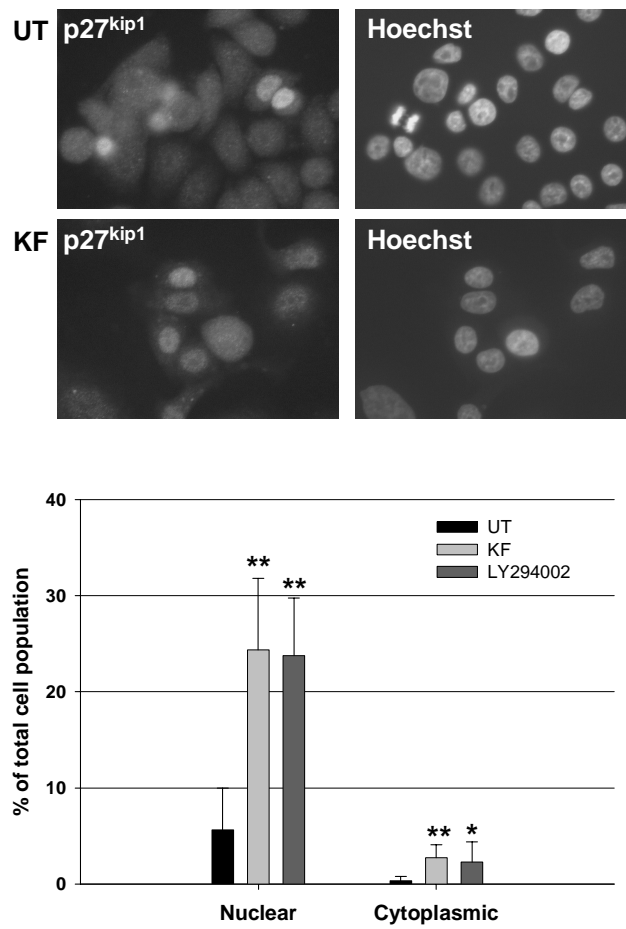 UT p27kip1 Hoechst
KF p27kip1 Hoechst
40
30
20
10
0
% of total cell population
UT
KF
LY294002
** **
** *
Nuclear Cytoplasmic